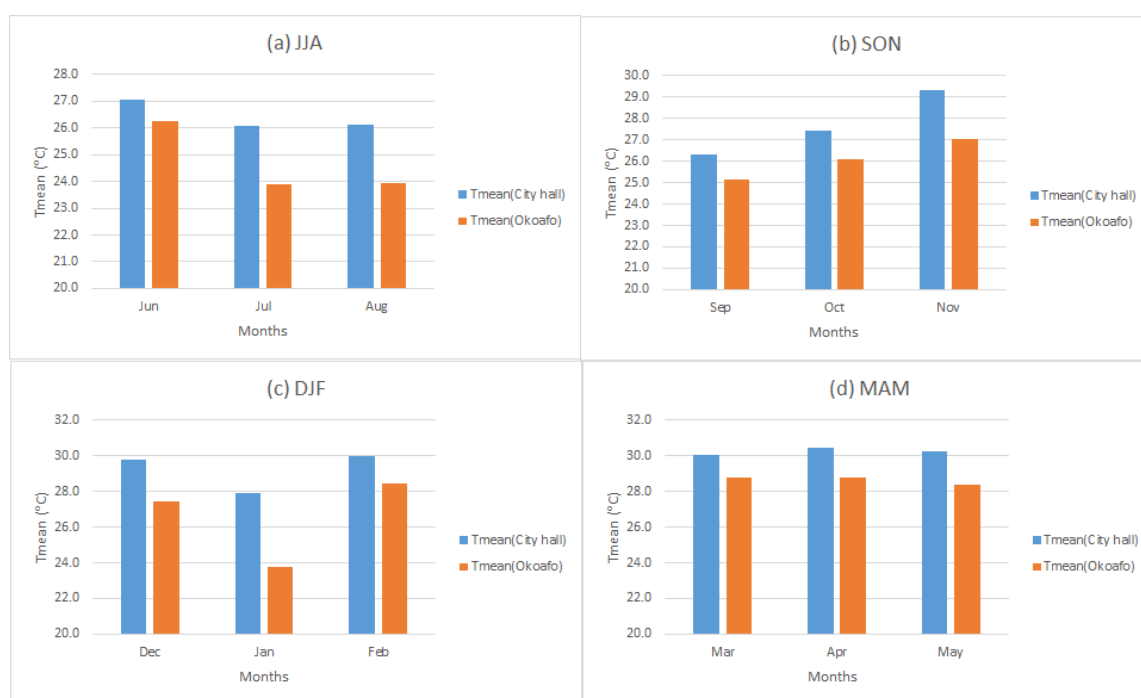 (a) JJA
28.0
27.0
26.0
25.0
24.0
23.0
22.0
21.0
20.0
Tmean (°C)
Jun Jul Aug
Months
Tmean(City hall)
Tmean(Okoafo)
(b) SON
30.0
29.0
28.0
27.0
26.0
25.0
24.0
23.0
22.0
21.0
20.0
Tmean (°C)
Sep Oct Nov
Months
Tmean(City hall)
Tmean(Okoafo)
(c) DJF
32.0
30.0
28.0
26.0
24.0
22.0
20.0
Tmean (°C)
Dec Jan Feb
Months
Tmean(City hall)
Tmean(Okoafo)
(d) MAM
32.0
30.0
28.0
26.0
24.0
22.0
20.0
Tmean (°C)
Mar Apr May
Months
Tmean(City hall)
Tmean(Okoafo)